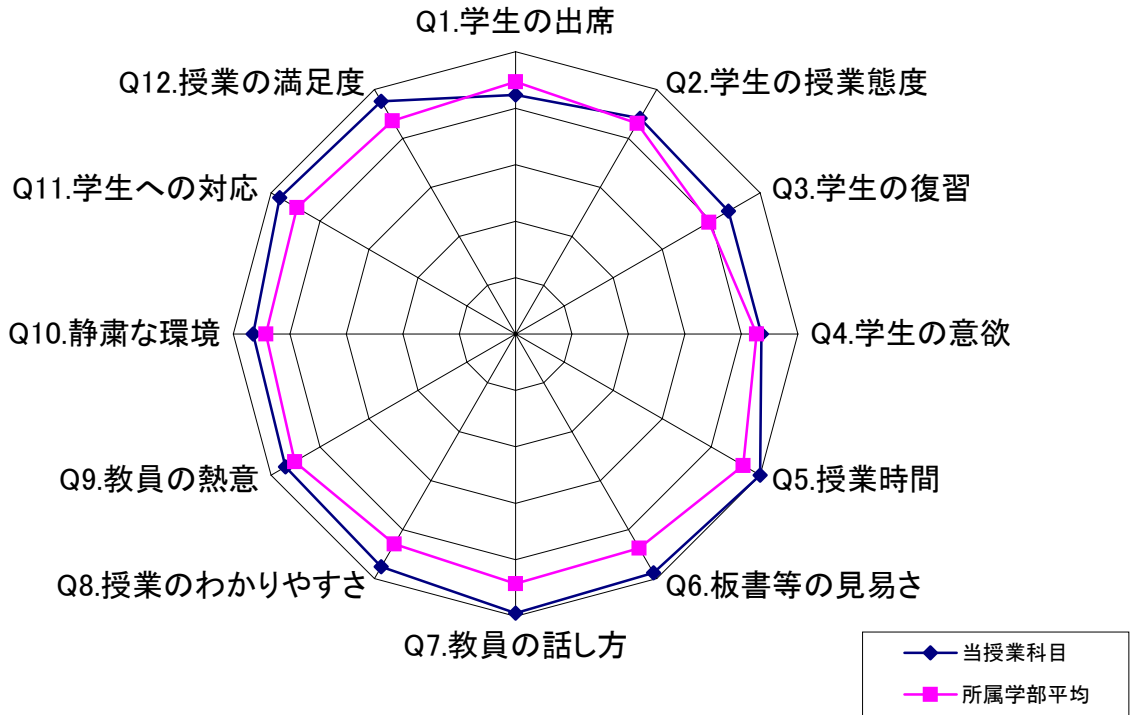 Q1.学生の出席
Q2.学生の授業態度
Q3.学生の復習
Q4.学生の意欲
Q5.授業時間
Q6.板書等の見易さ
Q7.教員の話し方
Q8.授業のわかりやすさ
Q9.教員の熱意
Q10.静粛な環境
Q11.学生への対応
Q12.授業の満足度
当授業科目
所属学部平均